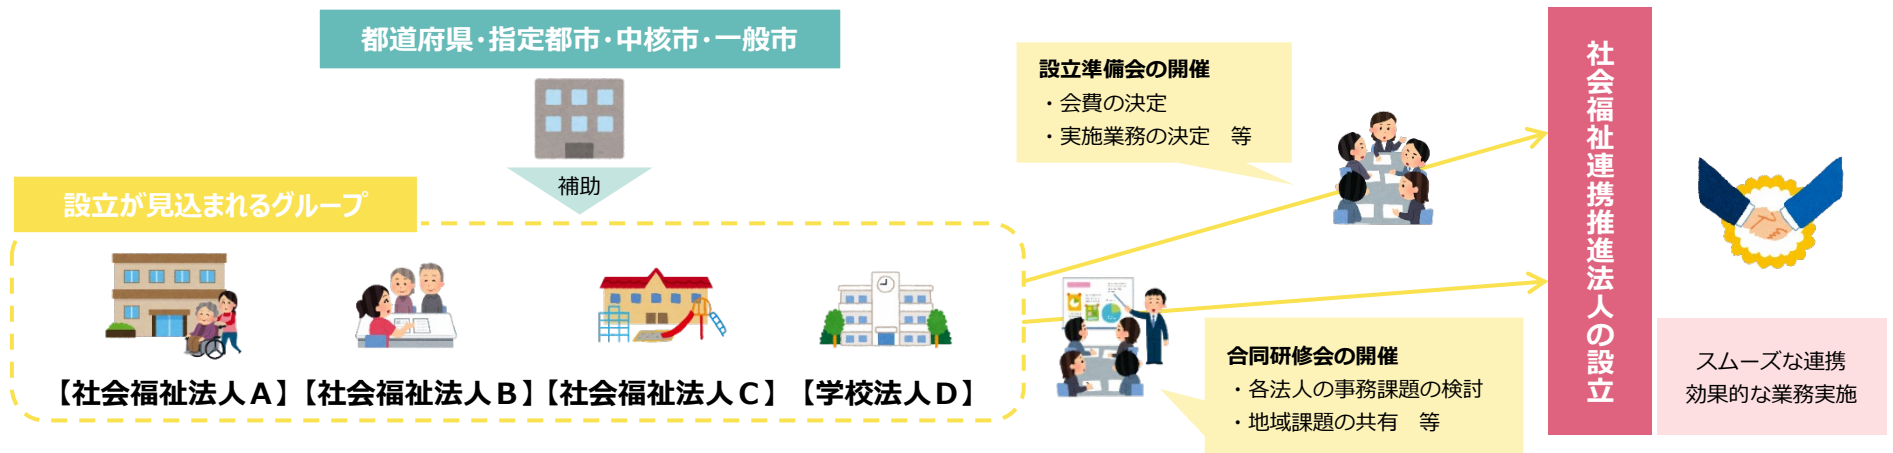 都道府県・指定都市・中核市・一般市
補助
設立が見込まれるグループ
【社会福祉法人A】【社会福祉法人B】【社会福祉法人C】【学校法人D】
設立準備会の開催
・会費の決定
・実施業務の決定　等
合同研修会の開催
・各法人の事務課題の検討
・地域課題の共有　等
社会福祉連携推進法人の設立
スムーズな連携
効果的な業務実施